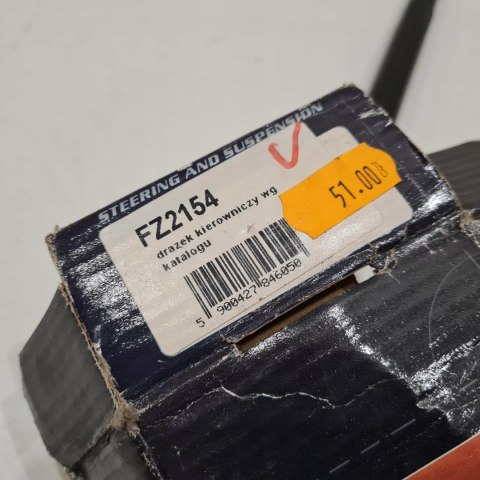 STEERING AND SUSPENSION
FZ2154
drazek kierowniczy wg
katalogu
51.00
5 900427 846050